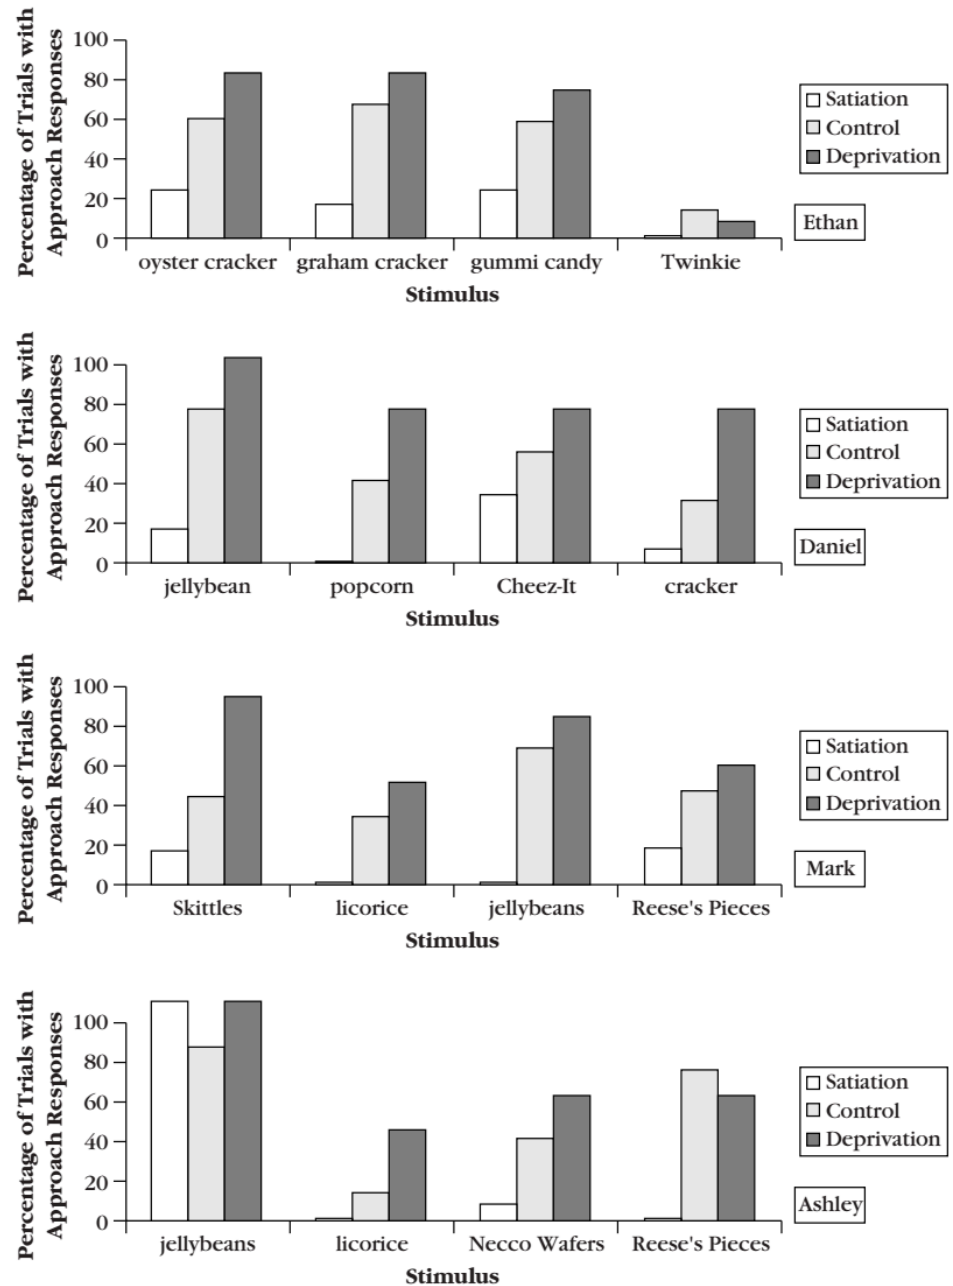 Percentage of Trials with
Approach Responses
100
80
60
40
20
0
oyster cracker graham cracker gummi candy Twinkie
Stimulus
Satiation
Control
Deprivation
Ethan
Percentage of Trials with
Approach Responses
100
80
60
40
20
0
jellybean popcorn Cheez-It cracker
Stimulus
Satiation
Control
Deprivation
Daniel
Percentage of Trials with
Approach Responses
100
80
60
40
20
0
Skittles licorice jellybeans Reese's Pieces
Stimulus
Satiation
Control
Deprivation
Mark
Percentage of Trials with
Approach Responses
100
80
60
40
20
0
jellybeans licorice Necco Wafers Reese's Pieces
Stimulus
Satiation
Control
Deprivation
Ashley